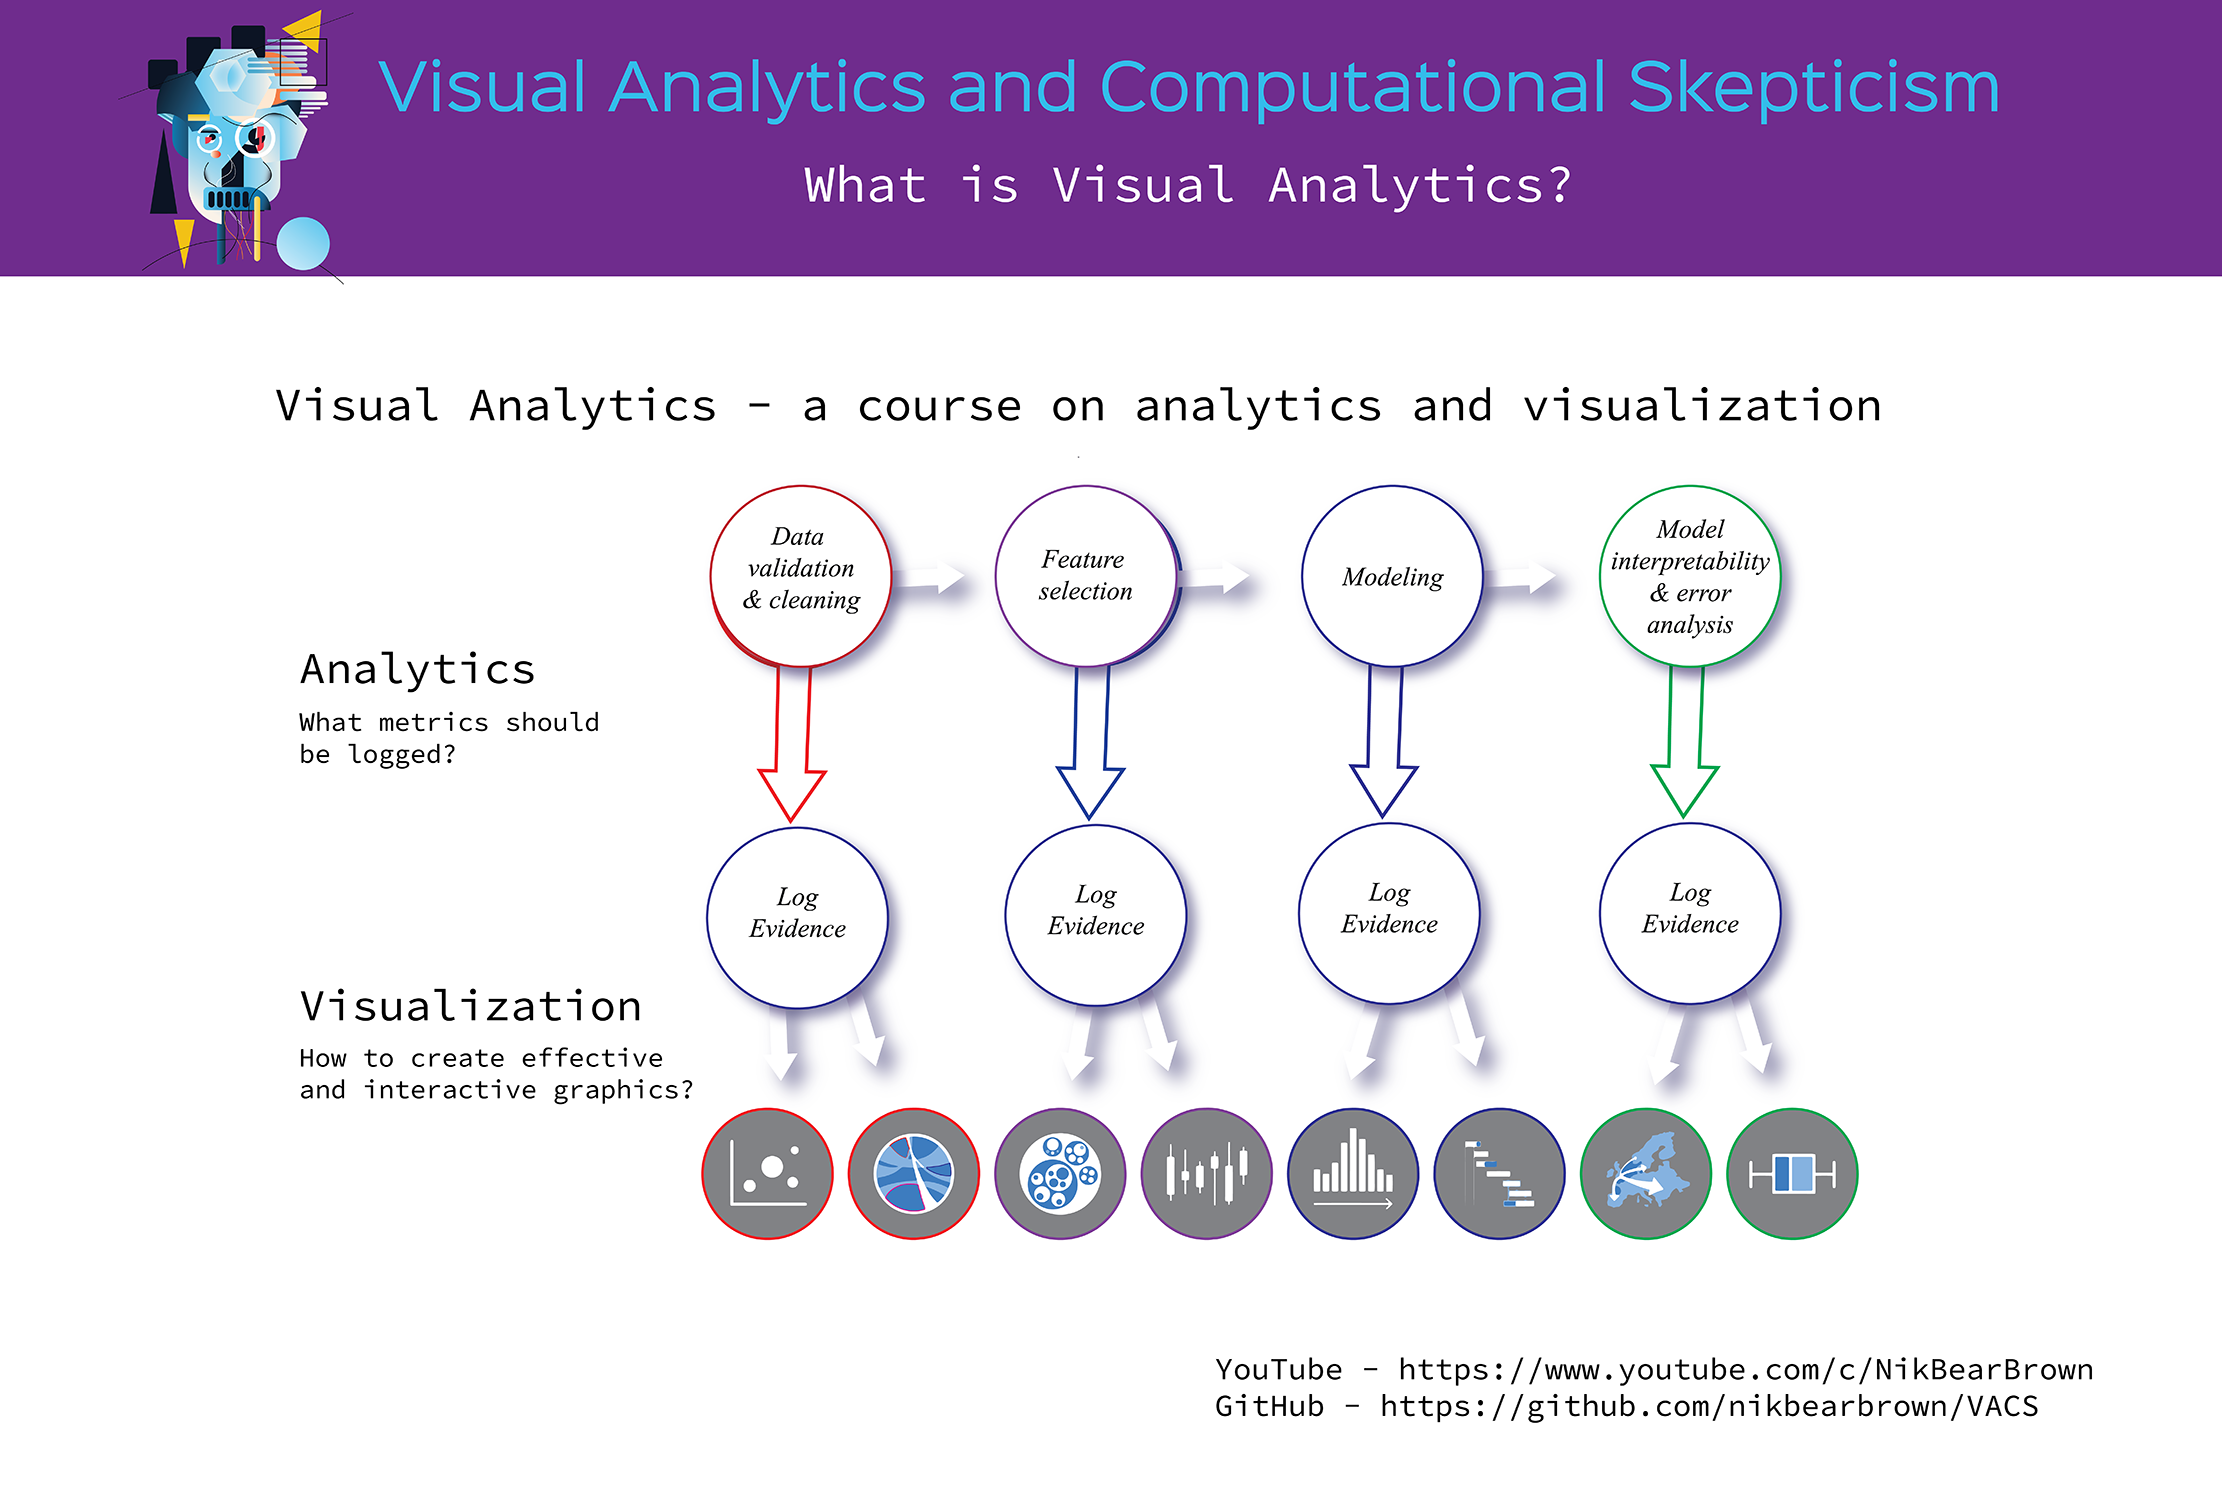 Visual Analytics and Computational Skepticism
What is Visual Analytics?
Visual Analytics - a course on analytics and visualization
Data
validation
& cleaning
Feature
selection
Modeling
Model
interpretability
& error
analysis
Analytics
What metrics should
be logged?
Log
Evidence
Log
Evidence
Log
Evidence
Log
Evidence
Visualization
How to create effective
and interactive graphics?
YouTube - https://www.youtube.com/c/NikBearBrown
GitHub - https://github.com/nikbearbrown/VACS